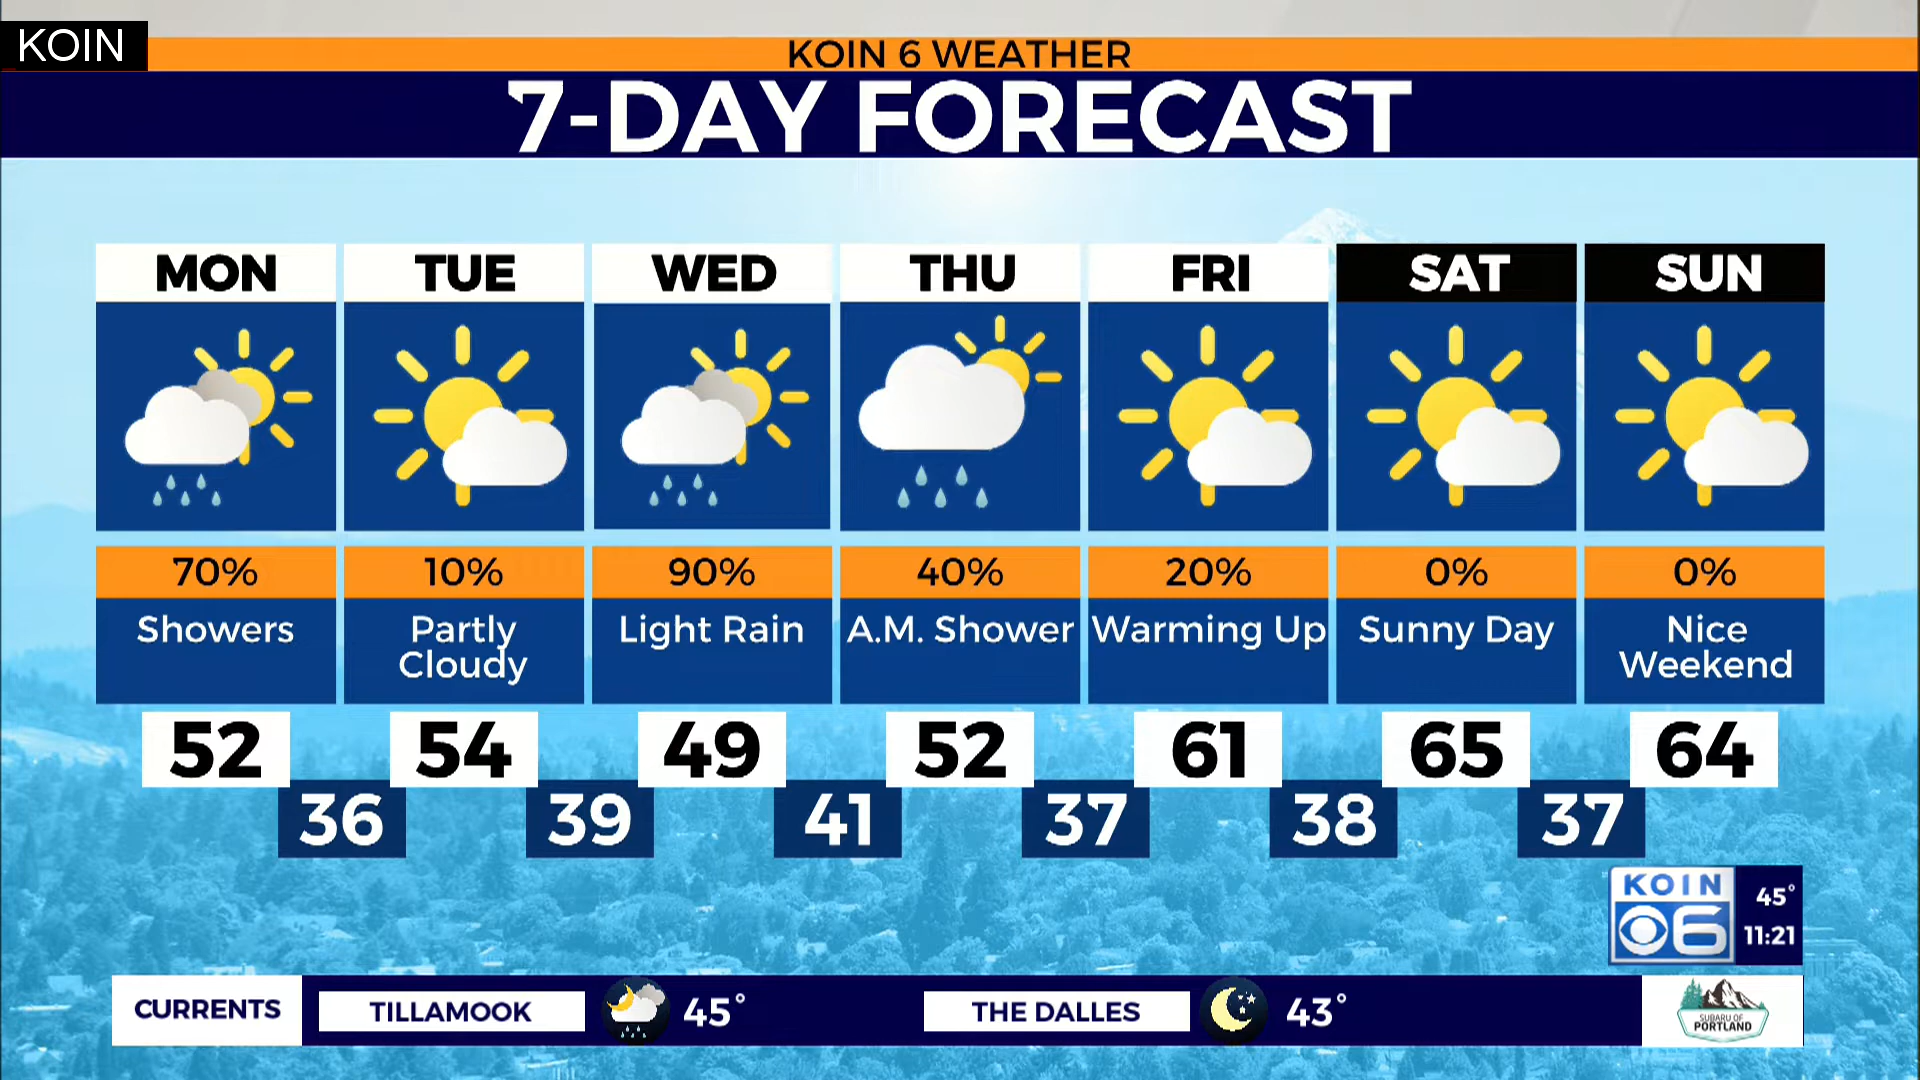 KOIN
KOIN 6 WEATHER
7-DAY FORECAST
MON TUE WED THU FRI SAT SUN
70% 10% 90% 40% 20% 0% 0%
Showers Partly Light Rain A.M. Shower Warming Up Sunny Day Nice
Cloudy Weekend
52 54 49 52 61 65 64
36 39 41 37 38 37
KOIN 45°
6 11:21
CURRENTS TILLAMOOK 45° THE DALLES 43°
SUBARU OF
PORTLAND